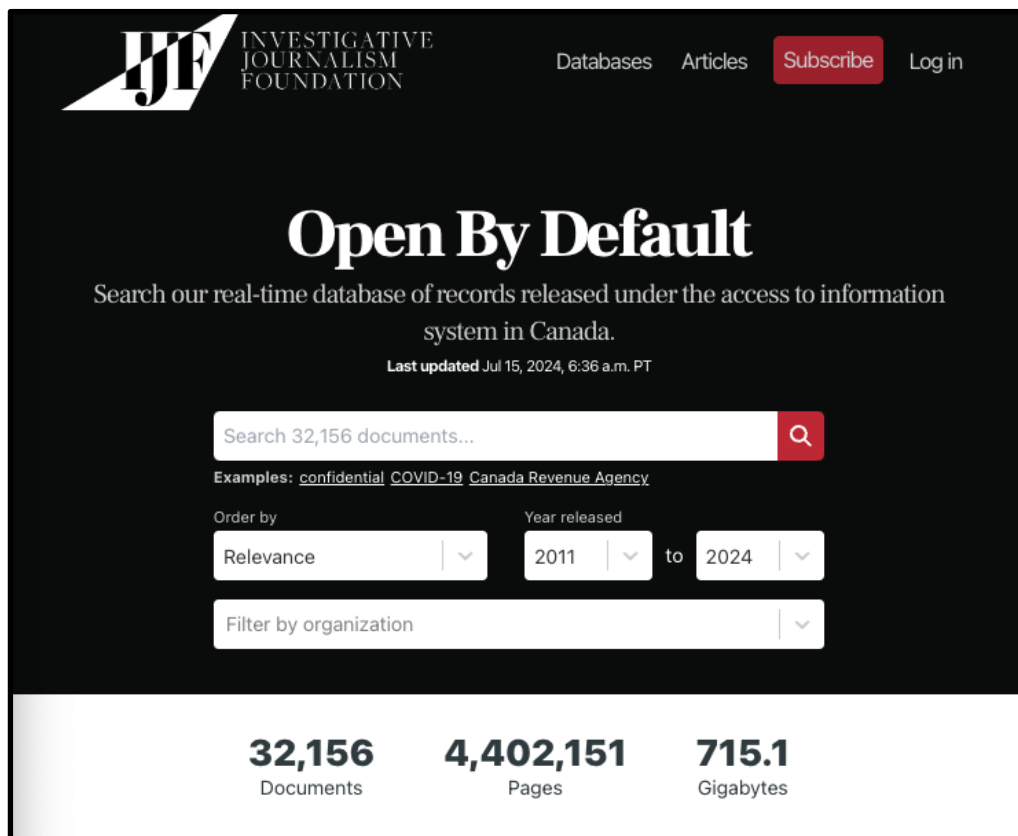 IJF INVESTIGATIVE
JOURNALISM
FOUNDATION
Databases Articles Subscribe Log in
Open By Default
Search our real-time database of records released under the access to information
system in Canada.
Last updated Jul 15, 2024, 6:36 a.m. PT
Search 32,156 documents...
Examples: confidential COVID-19 Canada Revenue Agency
Order by Year released
Relevance 2011 to 2024
Filter by organization
32,156 4,402,151 715.1
Documents Pages Gigabytes